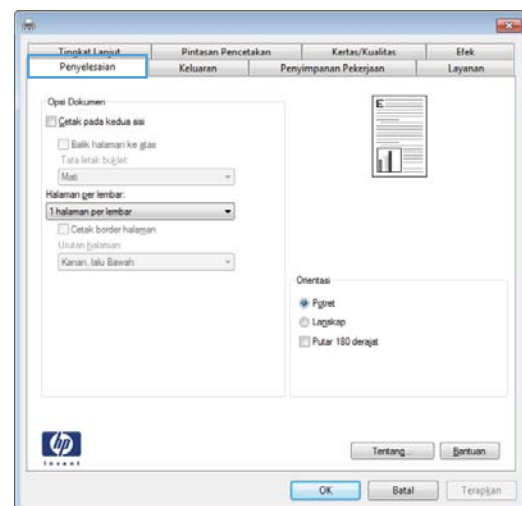 Tingkat Lanjut Pintasan Pencetakan Kertas/Kualitas Efek
Penyelesaian Keluaran Penyimpanan Pekerjaan Layanan
Opsi Dokumen
Cetak pada kedua sisi
Balik halaman ke atas
Tata letak buklet:
Mati
Halaman per lembar:
1 halaman per lembar
Cetak border halaman
Urutan halaman:
Kanan, lalu Bawah
E
Orientasi
Potret
Lanskap
Putar 180 derajat
hp
invent
Tentang... Bantuan
OK Batal Terapkan